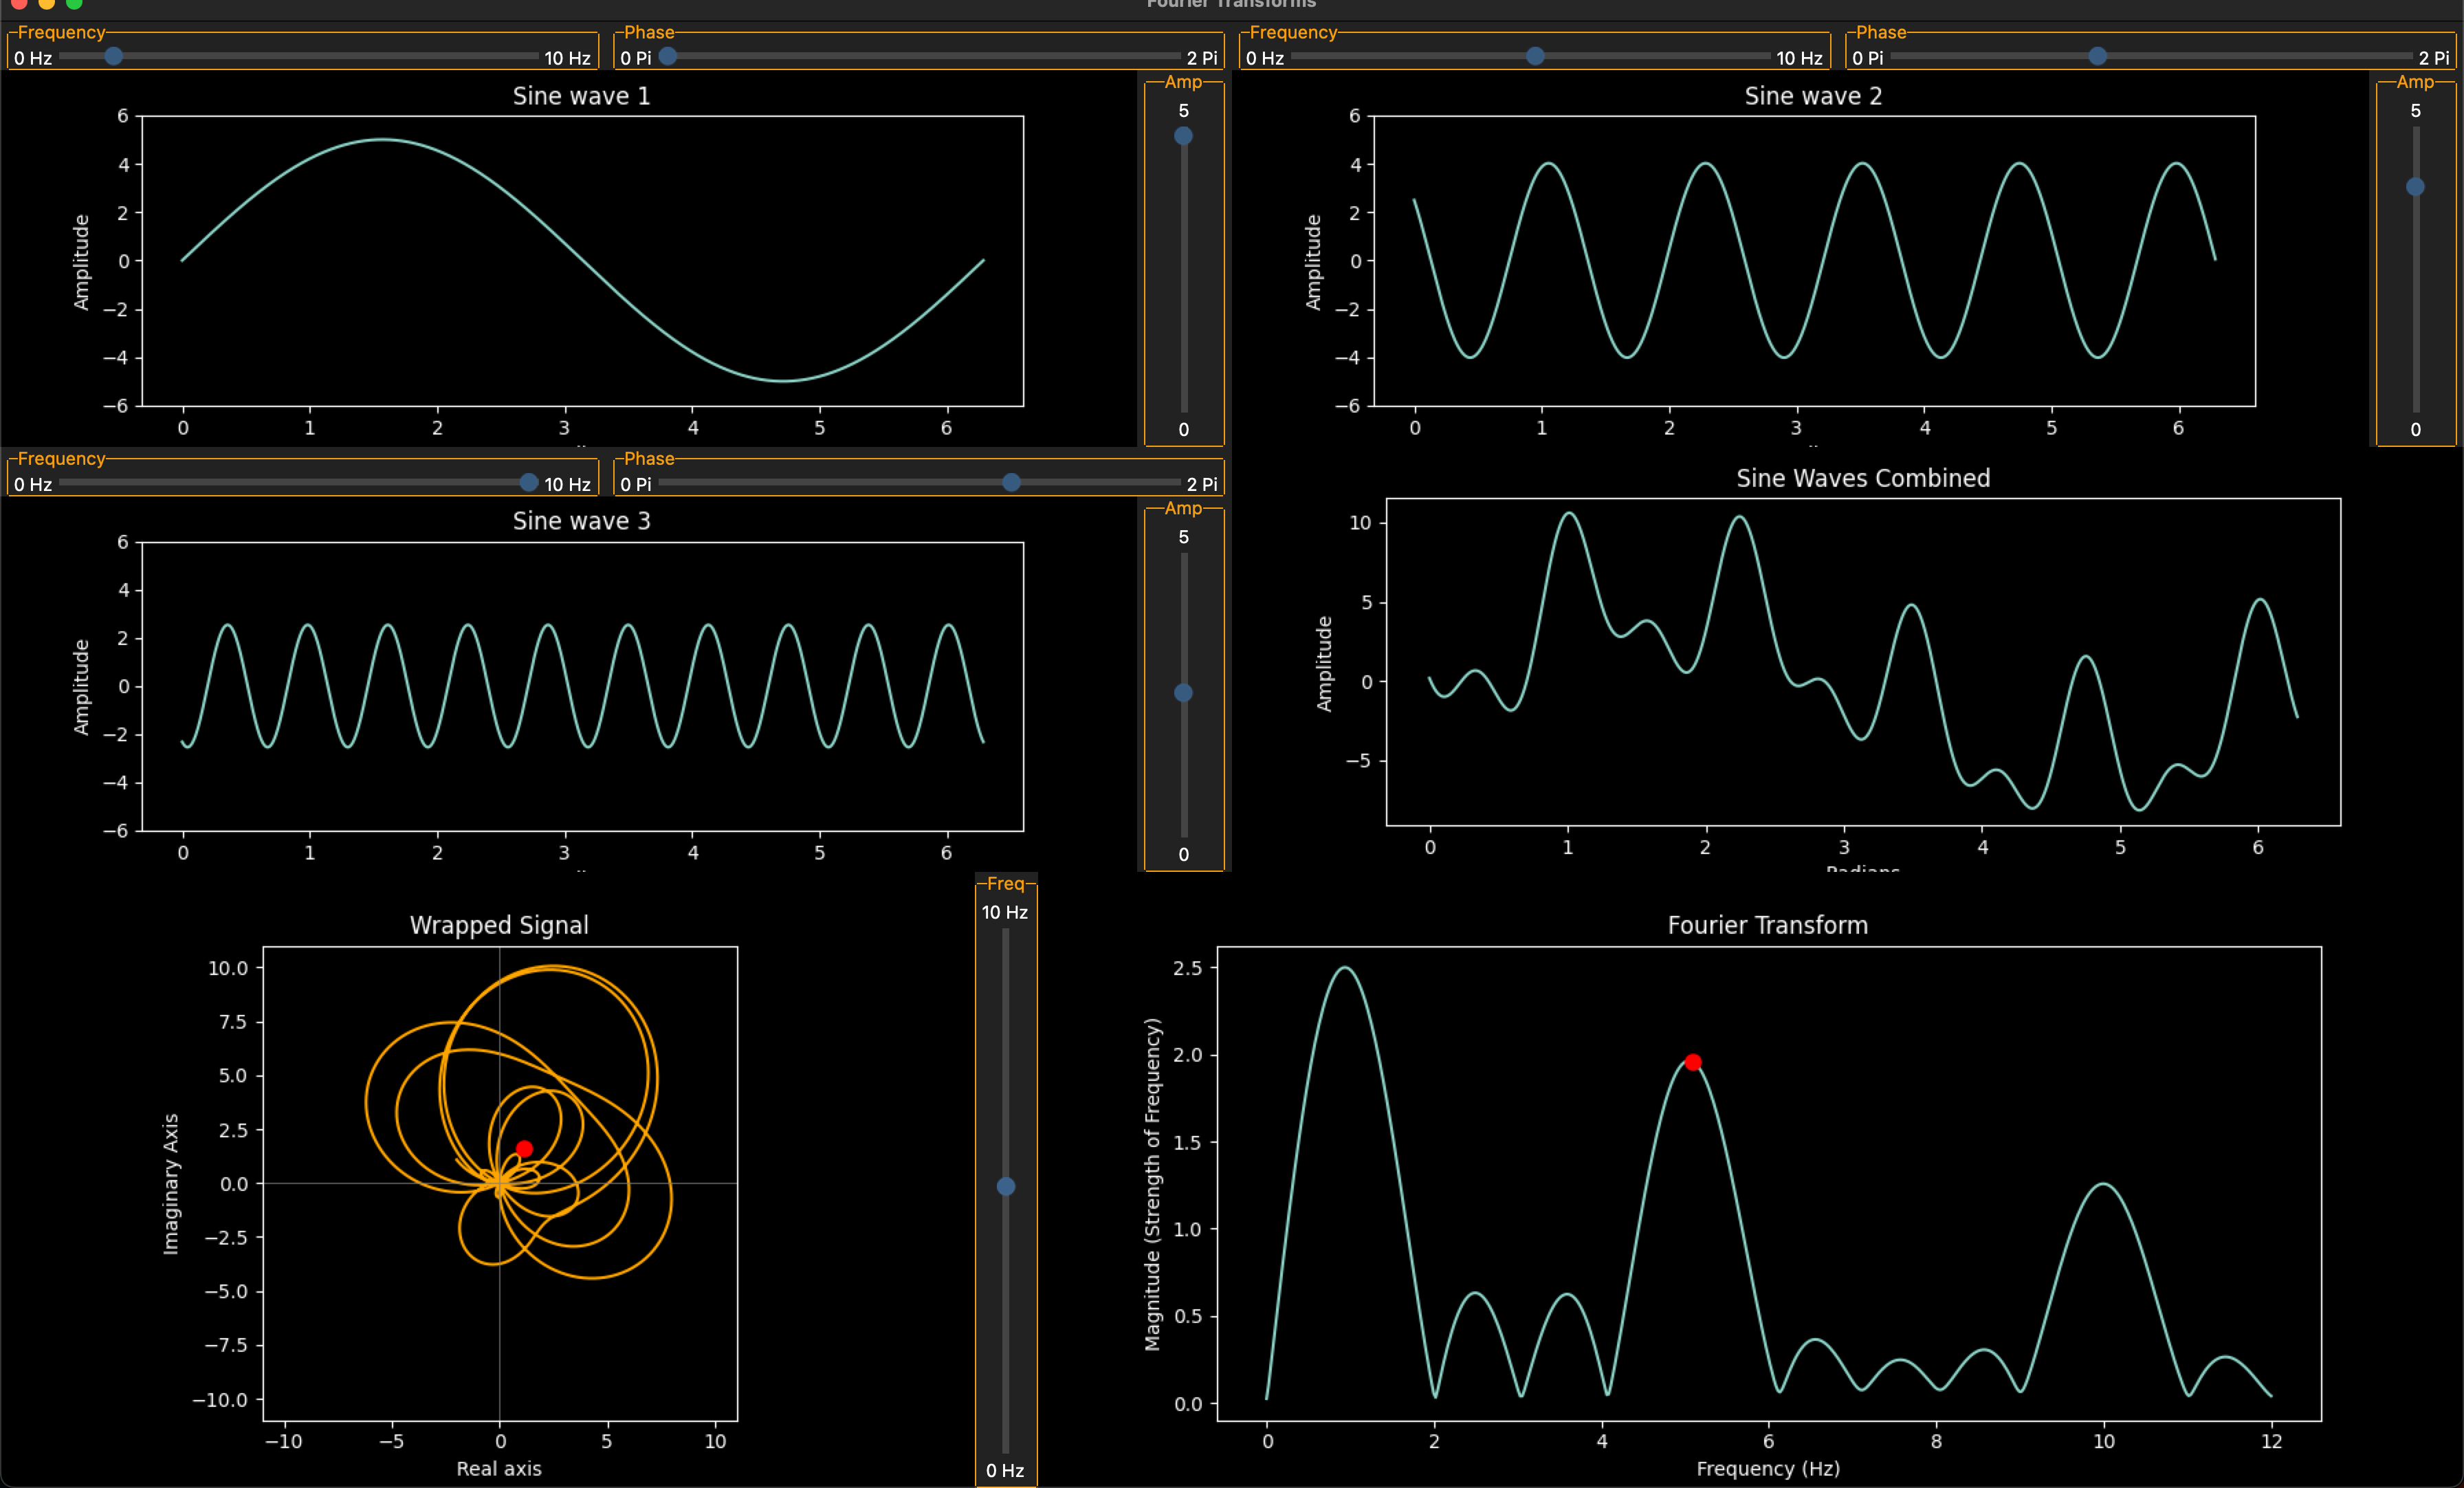 Fourier Transforms
Frequency
0 Hz 10 Hz
Phase
0 Pi 2 Pi
Frequency
0 Hz 10 Hz
Phase
0 Pi 2 Pi
Sine wave 1
Amplitude
6
4
2
0
−2
−4
−6
0 1 2 3 4 5 6
Amp
5
0
Sine wave 2
Amplitude
6
4
2
0
−2
−4
−6
0 1 2 3 4 5 6
Amp
5
0
Frequency
0 Hz 10 Hz
Phase
0 Pi 2 Pi
Sine wave 3
Amplitude
6
4
2
0
−2
−4
−6
0 1 2 3 4 5 6
Amp
5
0
Sine Waves Combined
Amplitude
10
5
0
−5
0 1 2 3 4 5 6
Radians
Wrapped Signal
Imaginary Axis
10.0
7.5
5.0
2.5
0.0
−2.5
−5.0
−7.5
−10.0
−10 −5 0 5 10
Real axis
Freq
10 Hz
0 Hz
Fourier Transform
Magnitude (Strength of Frequency)
2.5
2.0
1.5
1.0
0.5
0.0
0 2 4 6 8 10 12
Frequency (Hz)